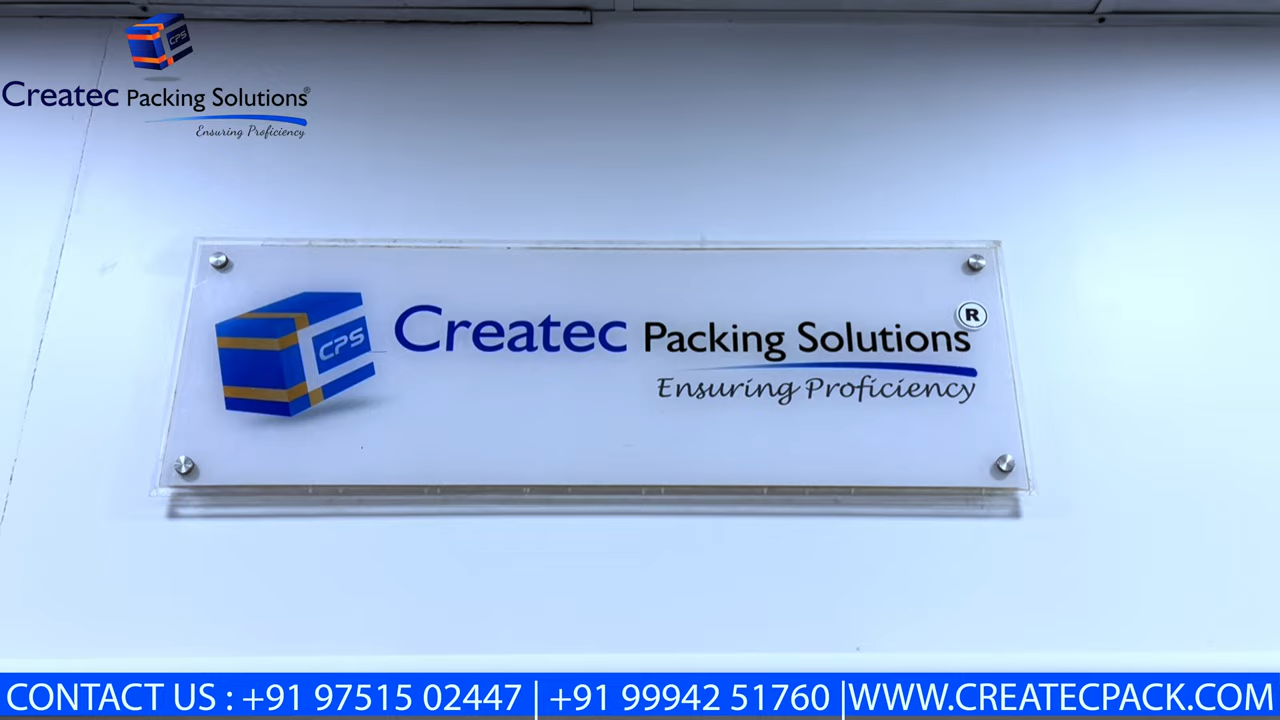 CPS
Createc Packing Solutions®
Ensuring Proficiency
CPS
Createc Packing Solutions®
Ensuring Proficiency
CONTACT US : +91 97515 02447 | +91 99942 51760 |WWW.CREATECPACK.COM